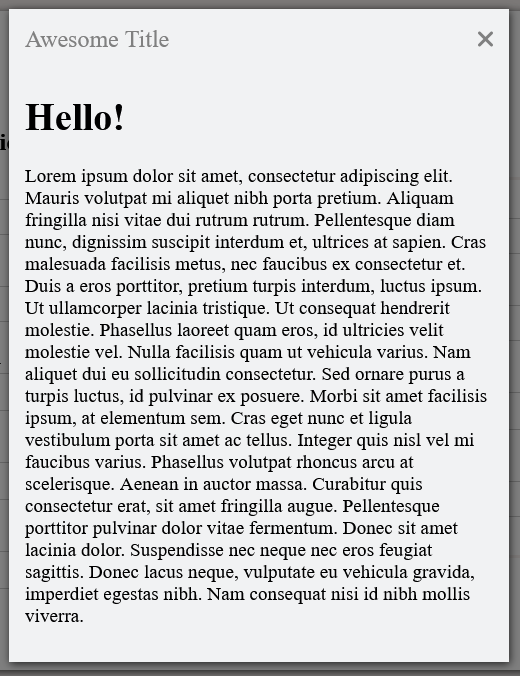 Awesome Title
Hello!
Lorem ipsum dolor sit amet, consectetur adipiscing elit.
Mauris volutpat mi aliquet nibh porta pretium. Aliquam
fringilla nisi vitae dui rutrum rutrum. Pellentesque diam
nunc, dignissim suscipit interdum et, ultrices at sapien. Cras
malesuada facilisis metus, nec faucibus ex consectetur et.
Duis a eros porttitor, pretium turpis interdum, luctus ipsum.
Ut ullamcorper lacinia tristique. Ut consequat hendrerit
molestie. Phasellus laoreet quam eros, id ultricies velit
molestie vel. Nulla facilisis quam ut vehicula varius. Nam
aliquet dui eu sollicitudin consectetur. Sed ornare purus a
turpis luctus, id pulvinar ex posuere. Morbi sit amet facilisis
ipsum, at elementum sem. Cras eget nunc et ligula
vestibulum porta sit amet ac tellus. Integer quis nisl vel mi
faucibus varius. Phasellus volutpat rhoncus arcu at
scelerisque. Aenean in auctor massa. Curabitur quis
consectetur erat, sit amet fringilla augue. Pellentesque
porttitor pulvinar dolor vitae fermentum. Donec sit amet
lacinia dolor. Suspendisse nec neque nec eros feugiat
sagittis. Donec lacus neque, vulputate eu vehicula gravida,
imperdiet egestas nibh. Nam consequat nisi id nibh mollis
viverra.